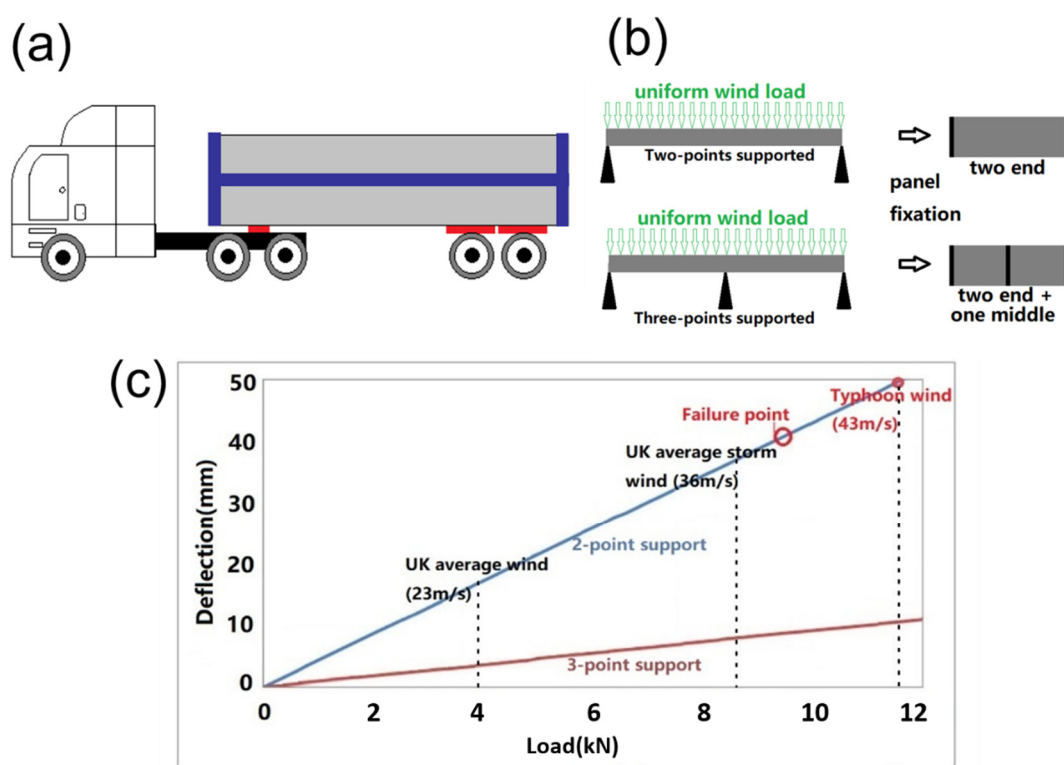 (a)
(b)
uniform wind load
Two-points supported
two end
panel
fixation
uniform wind load
Three-points supported
two end +
one middle
(c)
50
40
30
20
10
0
Deflection(mm)
Typhoon wind
(43m/s)
Failure point
UK average storm
wind (36m/s)
2-point support
UK average wind
(23m/s)
3-point support
0 2 4 6 8 10 12
Load(kN)